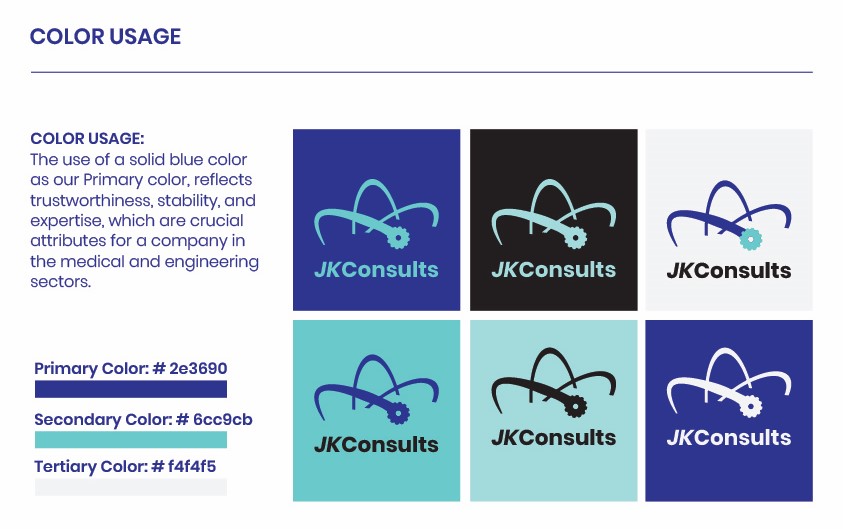 COLOR USAGE
COLOR USAGE:
The use of a solid blue color
as our Primary color, reflects
trustworthiness, stability, and
expertise, which are crucial
attributes for a company in
the medical and engineering
sectors.
Primary Color: # 2e3690
Secondary Color: # 6cc9cb
Tertiary Color: # f4f4f5
JKConsults
JKConsults
JKConsults
JKConsults
JKConsults
JKConsults